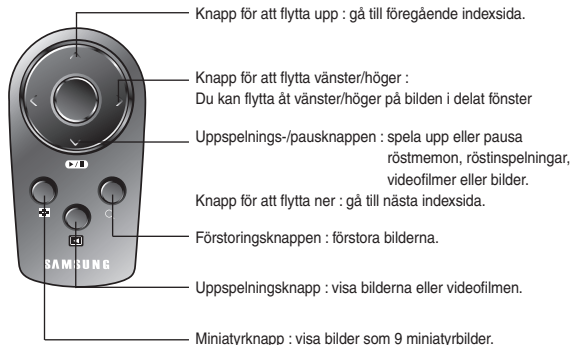 Knapp för att flytta upp : gå till föregående indexsida.
Knapp för att flytta vänster/höger :
Du kan flytta åt vänster/höger på bilden i delat fönster
Uppspelnings-/pausknappen : spela upp eller pausa
röstmemon, röstinspelningar,
videofilmer eller bilder.
Knapp för att flytta ner : gå till nästa indexsida.
Förstoringsknappen : förstora bilderna.
SAMSUNG
Uppspelningsknapp : visa bilderna eller videofilmen.
Miniatyrknapp : visa bilder som 9 miniatyrbilder.